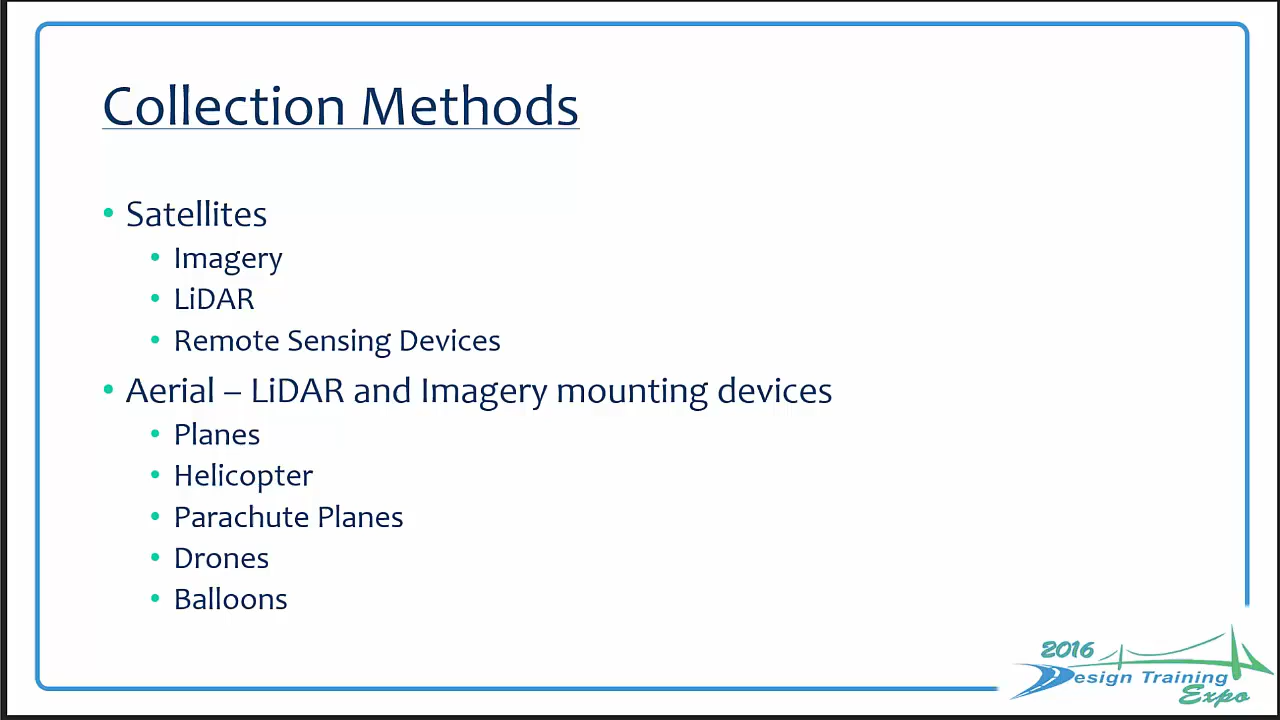 Collection Methods
• Satellites
• Imagery
• LiDAR
• Remote Sensing Devices
• Aerial – LiDAR and Imagery mounting devices
• Planes
• Helicopter
• Parachute Planes
• Drones
• Balloons
2016
Design Training
Expo